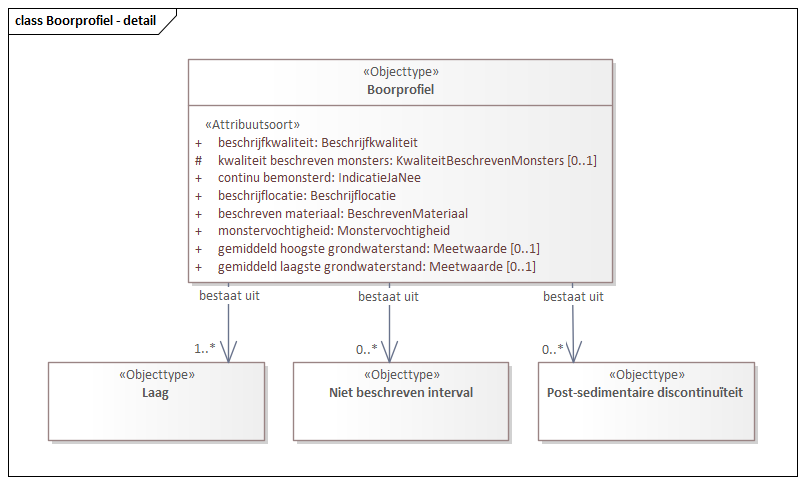 class Boorprofiel - detail
«Objecttype»
Boorprofiel
«Attribuutsoort»
+ beschrijfkwaliteit: Beschrijfkwaliteit
# kwaliteit beschreven monsters: KwaliteitBeschrevenMonsters [0..1]
+ continu bemonsterd: IndicatieJaNee
+ beschrijflocatie: Beschrijflocatie
+ beschreven materiaal: BeschrevenMateriaal
+ monstervochtigheid: Monstervochtigheid
+ gemiddeld hoogste grondwaterstand: Meetwaarde [0..1]
+ gemiddeld laagste grondwaterstand: Meetwaarde [0..1]
bestaat uit bestaat uit bestaat uit
1..* 0..* 0..*
«Objecttype» «Objecttype» «Objecttype»
Laag Niet beschreven interval Post-sedimentaire discontinuïteit